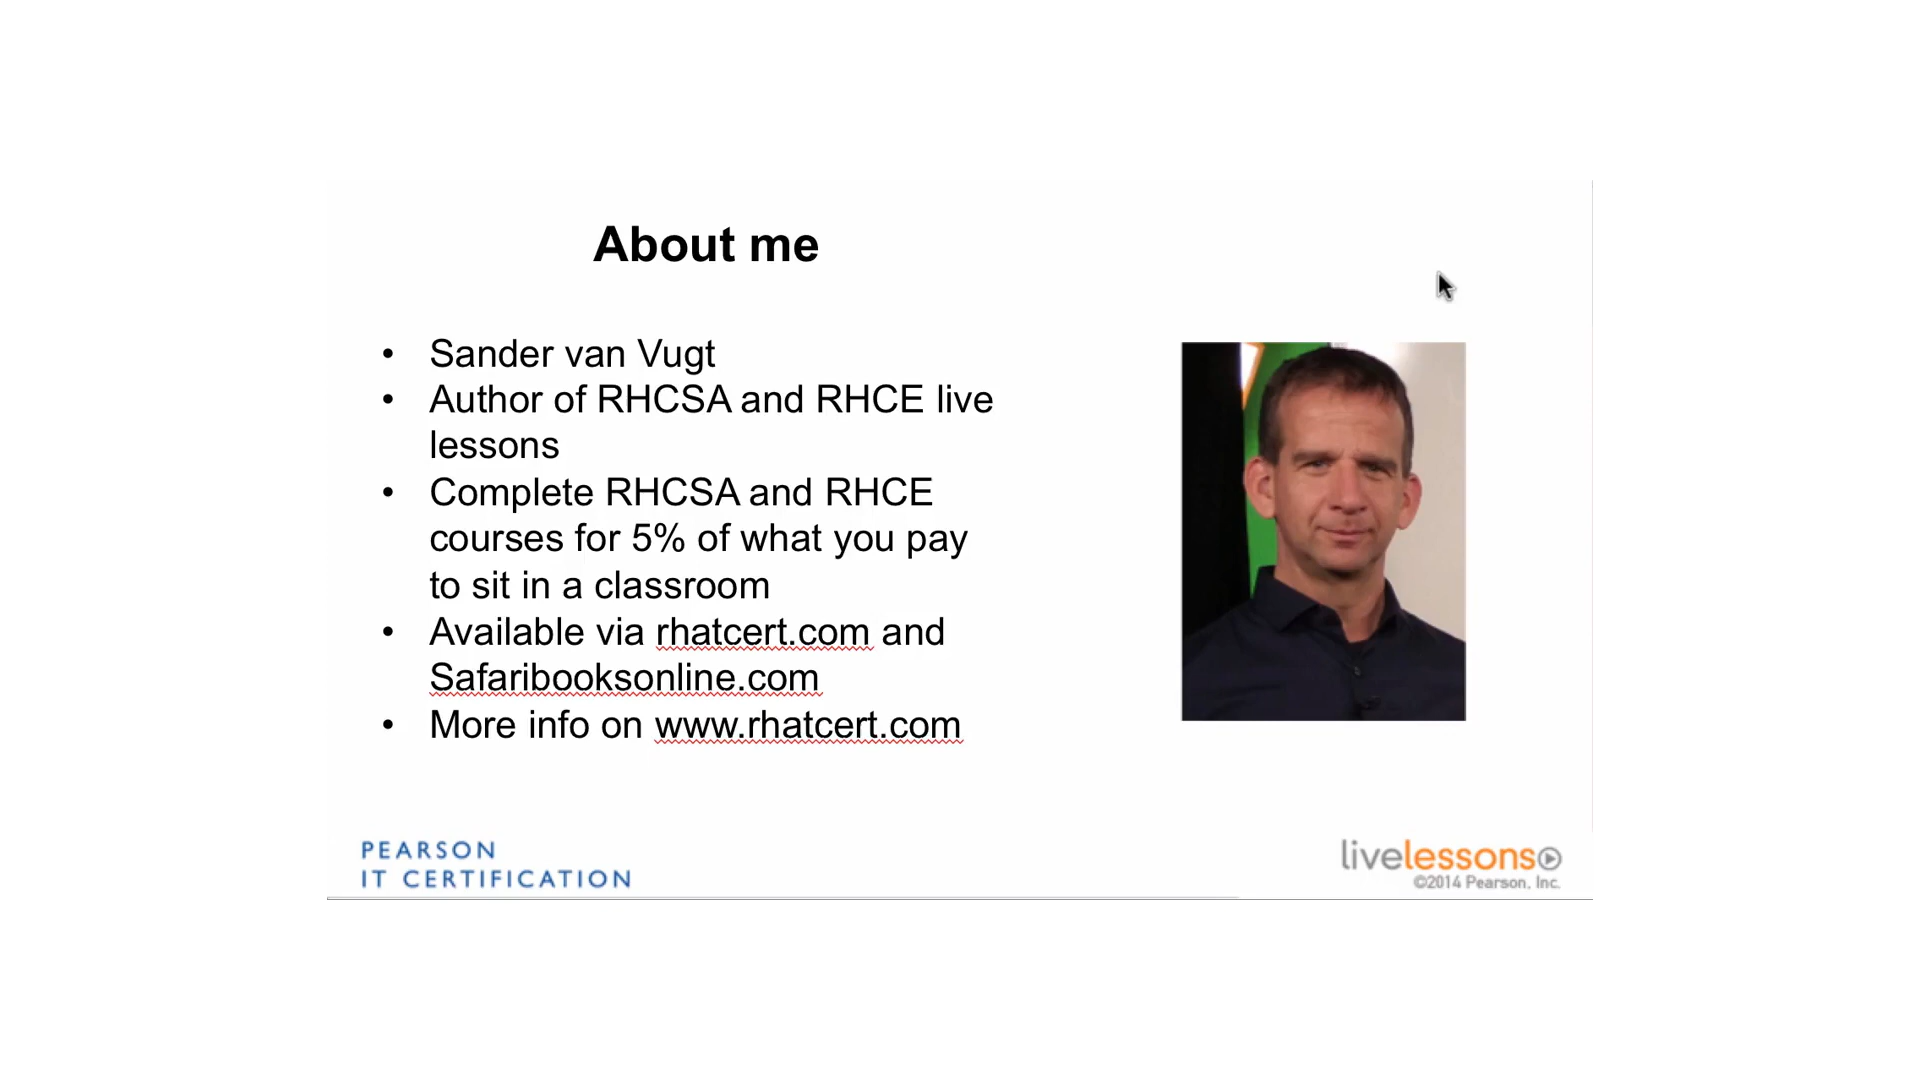 About me
• Sander van Vugt
• Author of RHCSA and RHCE live
lessons
• Complete RHCSA and RHCE
courses for 5% of what you pay
to sit in a classroom
• Available via rhatcert.com and
Safaribooksonline.com
• More info on www.rhatcert.com
PEARSON
IT CERTIFICATION
livelessons
©2014 Pearson, Inc.